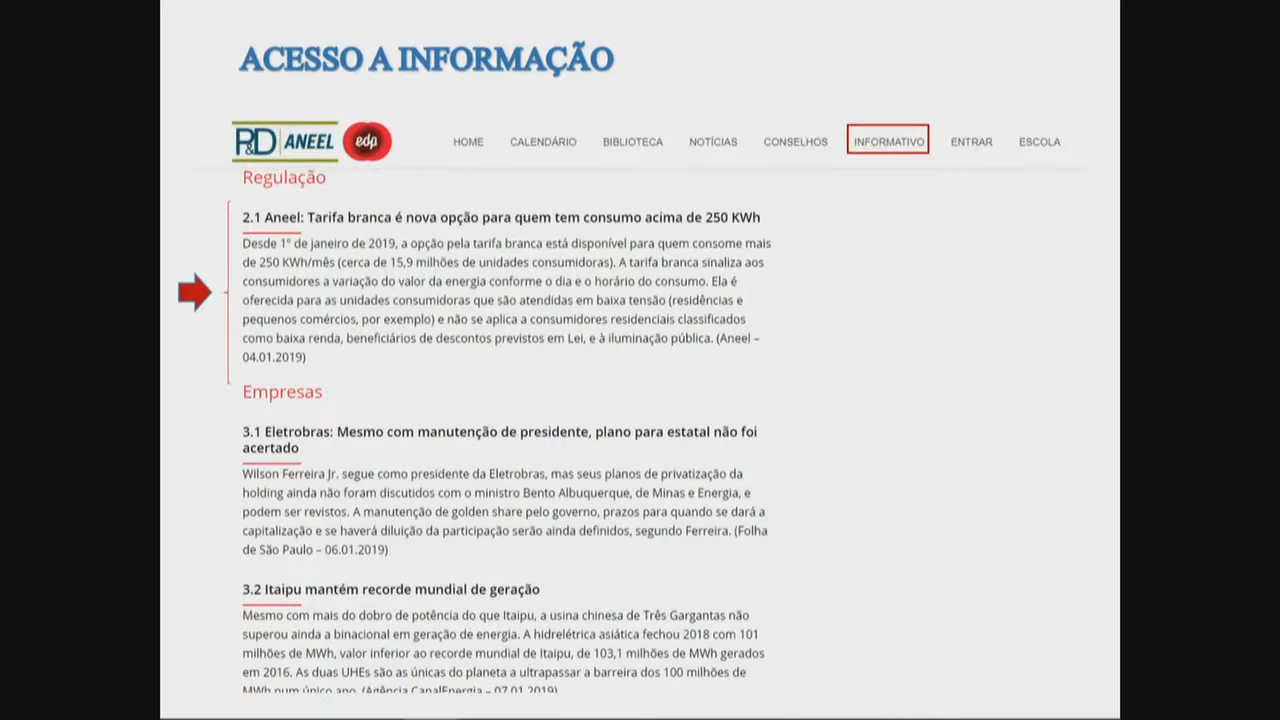 ACESSO A INFORMAÇÃO
P&D ANEEL edp HOME CALENDÁRIO BIBLIOTECA NOTÍCIAS CONSELHOS INFORMATIVO ENTRAR ESCOLA
Regulação
2.1 Aneel: Tarifa branca é nova opção para quem tem consumo acima de 250 KWh
Desde 1º de janeiro de 2019, a opção pela tarifa branca está disponível para quem consome mais
de 250 KWh/mês (cerca de 15,9 milhões de unidades consumidoras). A tarifa branca sinaliza aos
consumidores a variação do valor da energia conforme o dia e o horário do consumo. Ela é
oferecida para as unidades consumidoras que são atendidas em baixa tensão (residências e
pequenos comércios, por exemplo) e não se aplica a consumidores residenciais classificados
como baixa renda, beneficiários de descontos previstos em Lei, e à iluminação pública. (Aneel –
04.01.2019)
Empresas
3.1 Eletrobras: Mesmo com manutenção de presidente, plano para estatal não foi
acertado
Wilson Ferreira Jr. segue como presidente da Eletrobras, mas seus planos de privatização da
holding ainda não foram discutidos com o ministro Bento Albuquerque, de Minas e Energia, e
podem ser revistos. A manutenção de golden share pelo governo, prazos para quando se dará a
capitalização e se haverá diluição da participação serão ainda definidos, segundo Ferreira. (Folha
de São Paulo – 06.01.2019)
3.2 Itaipu mantém recorde mundial de geração
Mesmo com mais do dobro de potência do que Itaipu, a usina chinesa de Três Gargantas não
superou ainda a binacional em geração de energia. A hidrelétrica asiática fechou 2018 com 101
milhões de MWh, valor inferior ao recorde mundial de Itaipu, de 103,1 milhões de MWh gerados
em 2016. As duas UHEs são as únicas do planeta a ultrapassar a barreira dos 100 milhões de
MWh num único ano. (Agência CanalEnergia – 07.01.2019)